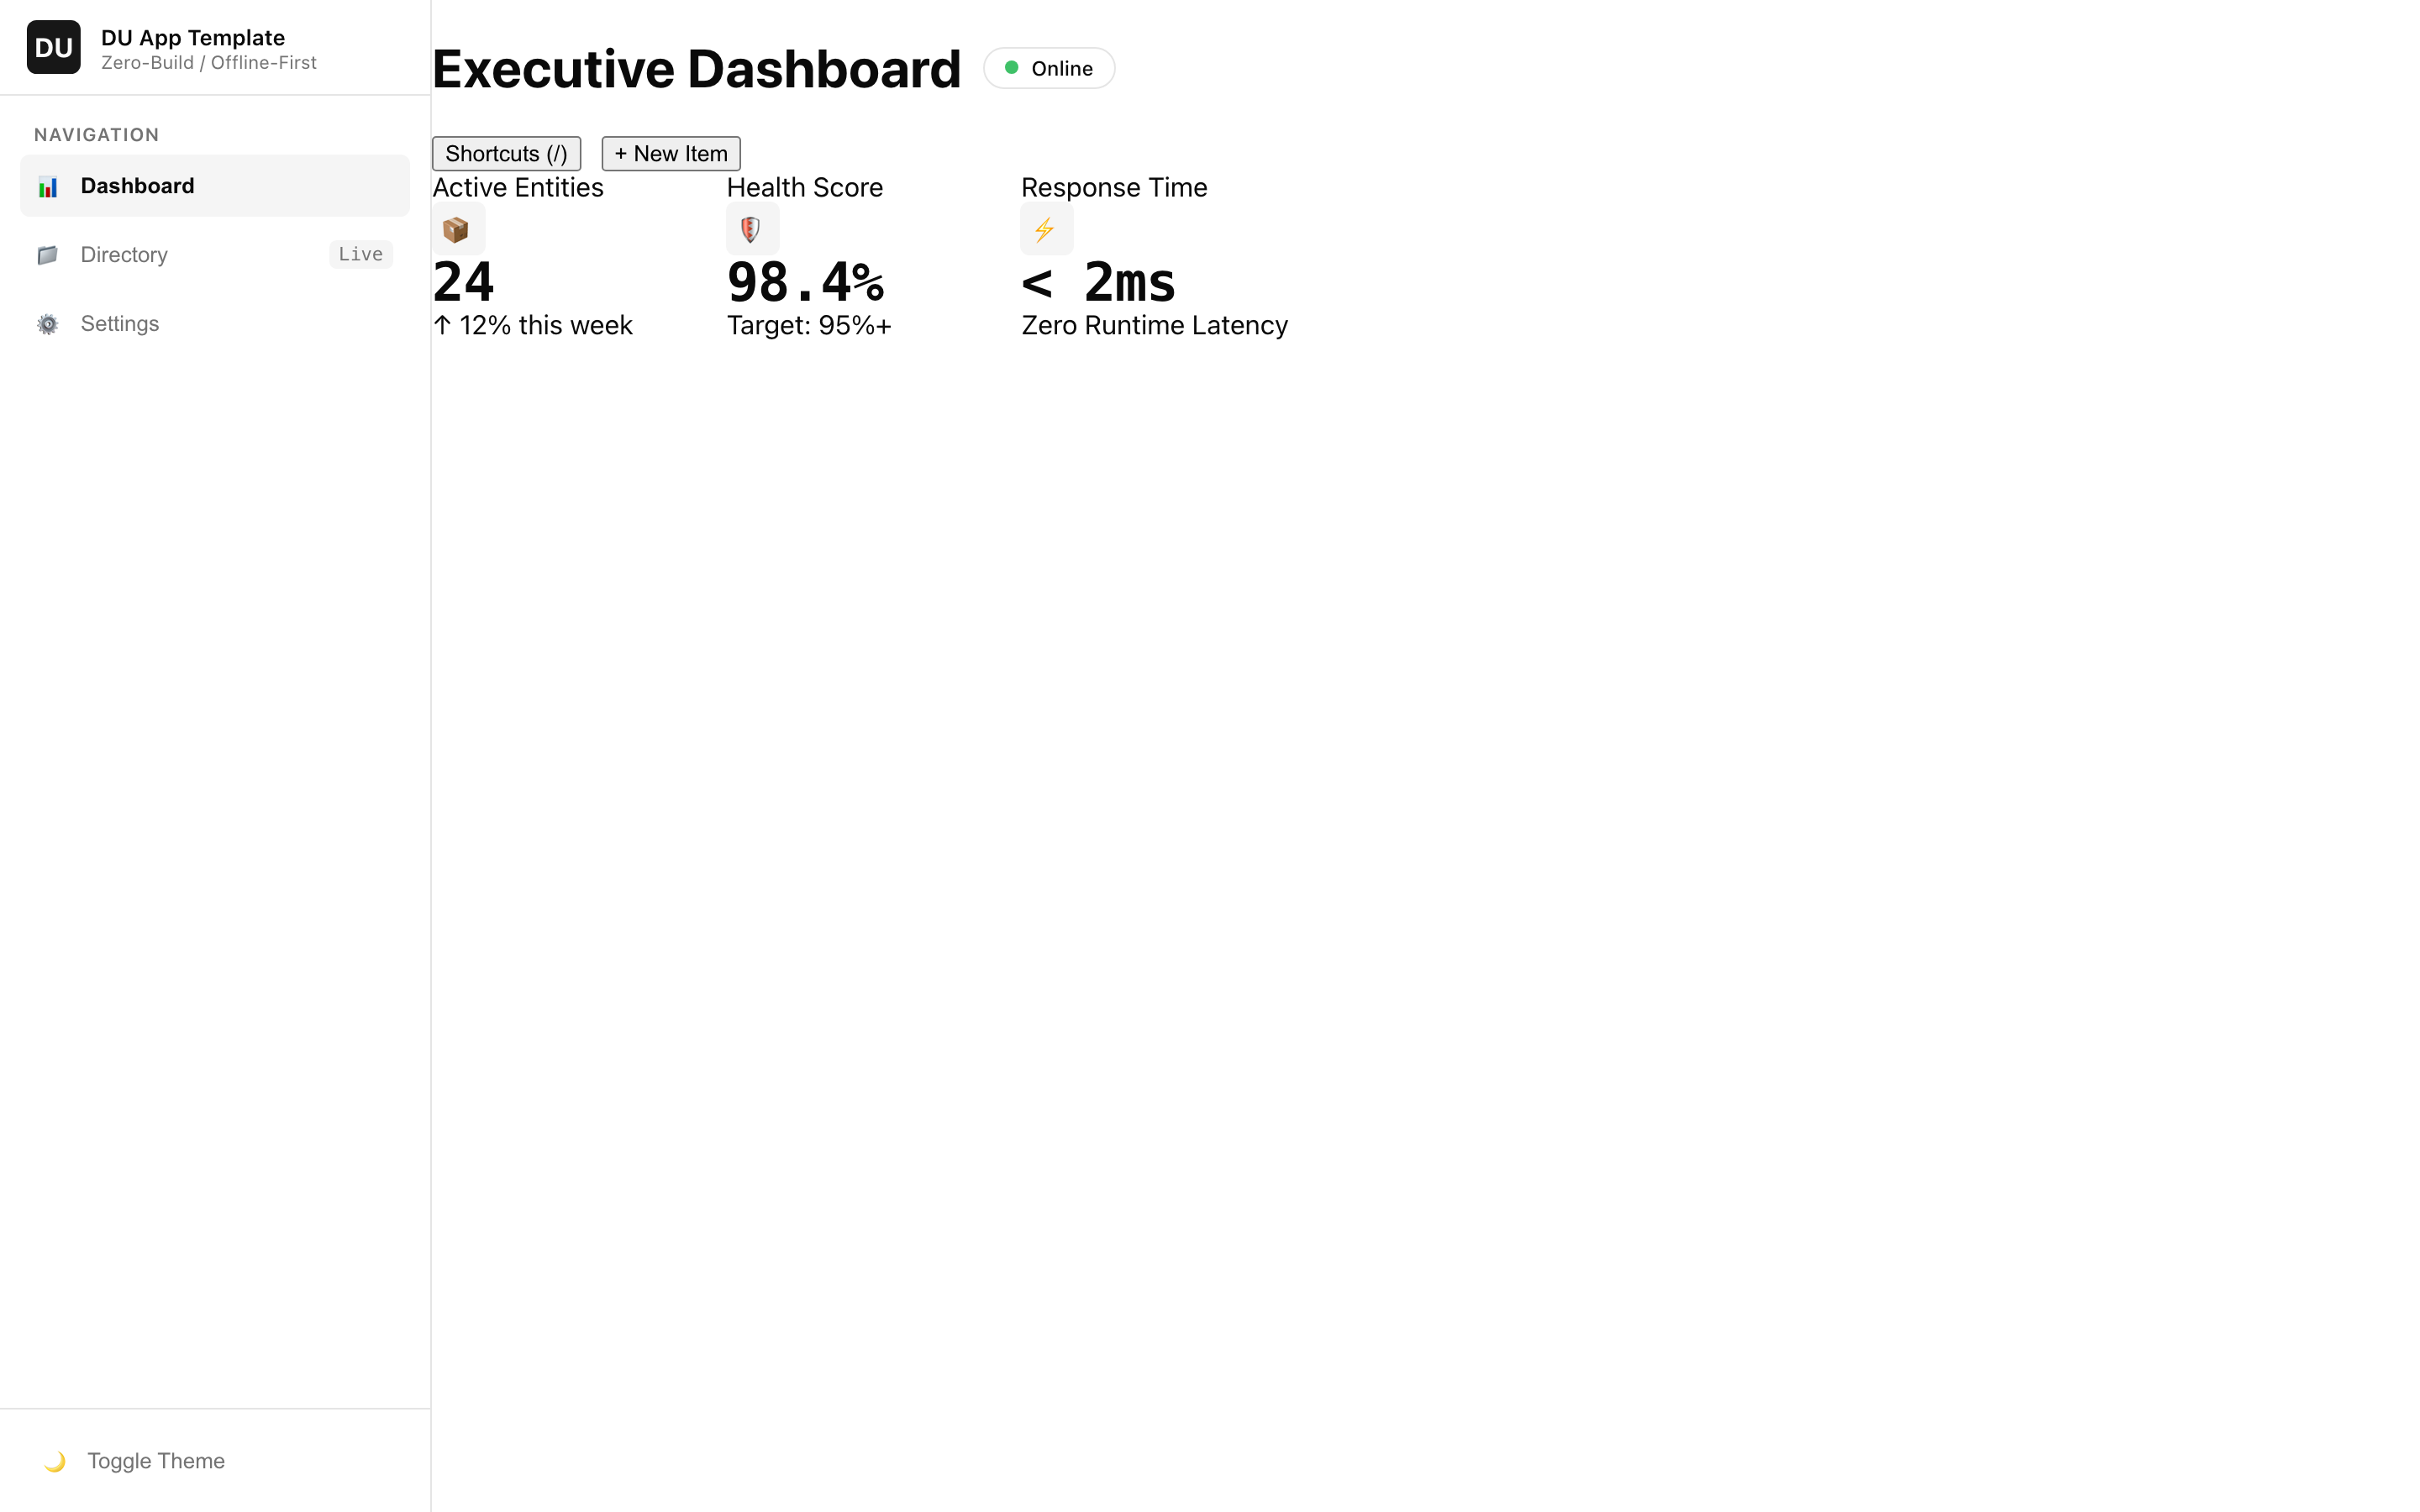 DU
DU App Template
Zero-Build / Offline-First
NAVIGATION
Dashboard
Directory
Live
Settings
Toggle Theme
Executive Dashboard
Online
Shortcuts (/)
+ New Item
Active Entities
24
↑ 12% this week
Health Score
98.4%
Target: 95%+
Response Time
< 2ms
Zero Runtime Latency